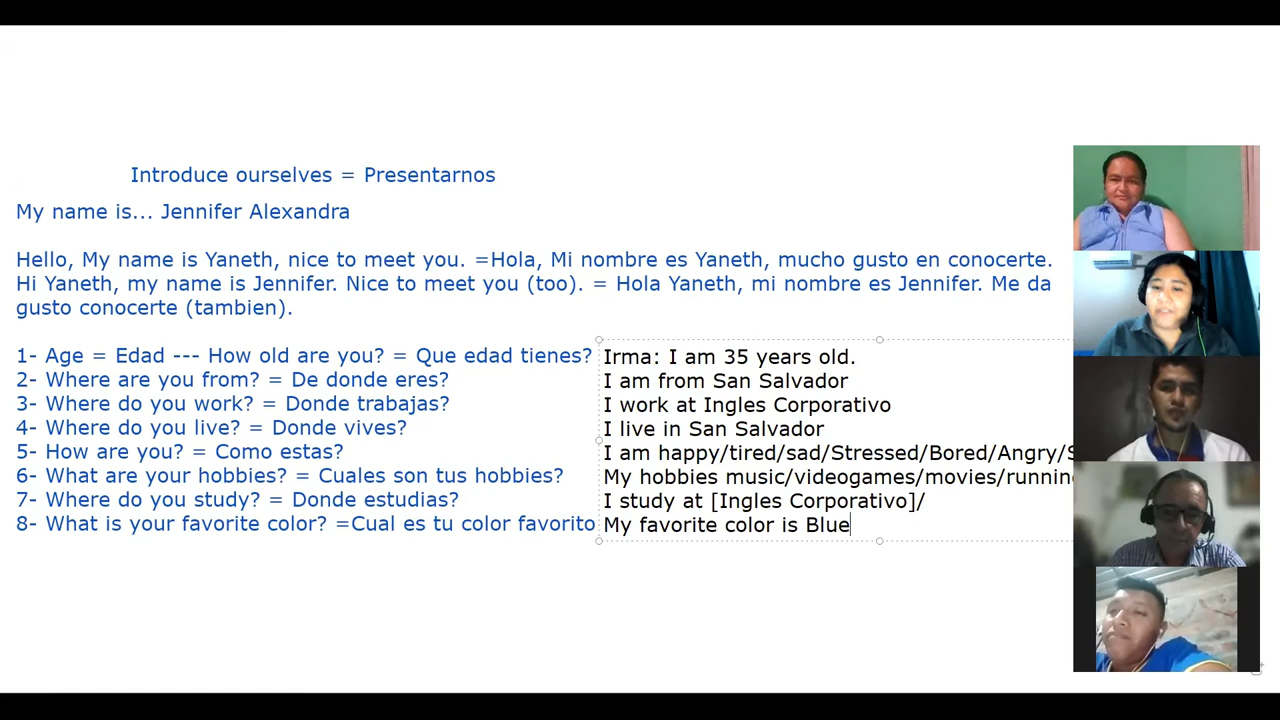 Introduce ourselves = Presentarnos
My name is... Jennifer Alexandra
Hello, My name is Yaneth, nice to meet you. =Hola, Mi nombre es Yaneth, mucho gusto en conocerte.
Hi Yaneth, my name is Jennifer. Nice to meet you (too). = Hola Yaneth, mi nombre es Jennifer. Me da
gusto conocerte (tambien).
1- Age = Edad --- How old are you? = Que edad tienes?
2- Where are you from? = De donde eres?
3- Where do you work? = Donde trabajas?
4- Where do you live? = Donde vives?
5- How are you? = Como estas?
6- What are your hobbies? = Cuales son tus hobbies?
7- Where do you study? = Donde estudias?
8- What is your favorite color? =Cual es tu color favorito
Irma: I am 35 years old.
I am from San Salvador
I work at Ingles Corporativo
I live in San Salvador
I am happy/tired/sad/Stressed/Bored/Angry/
My hobbies music/videogames/movies/
I study at [Ingles Corporativo]/
My favorite color is Blue